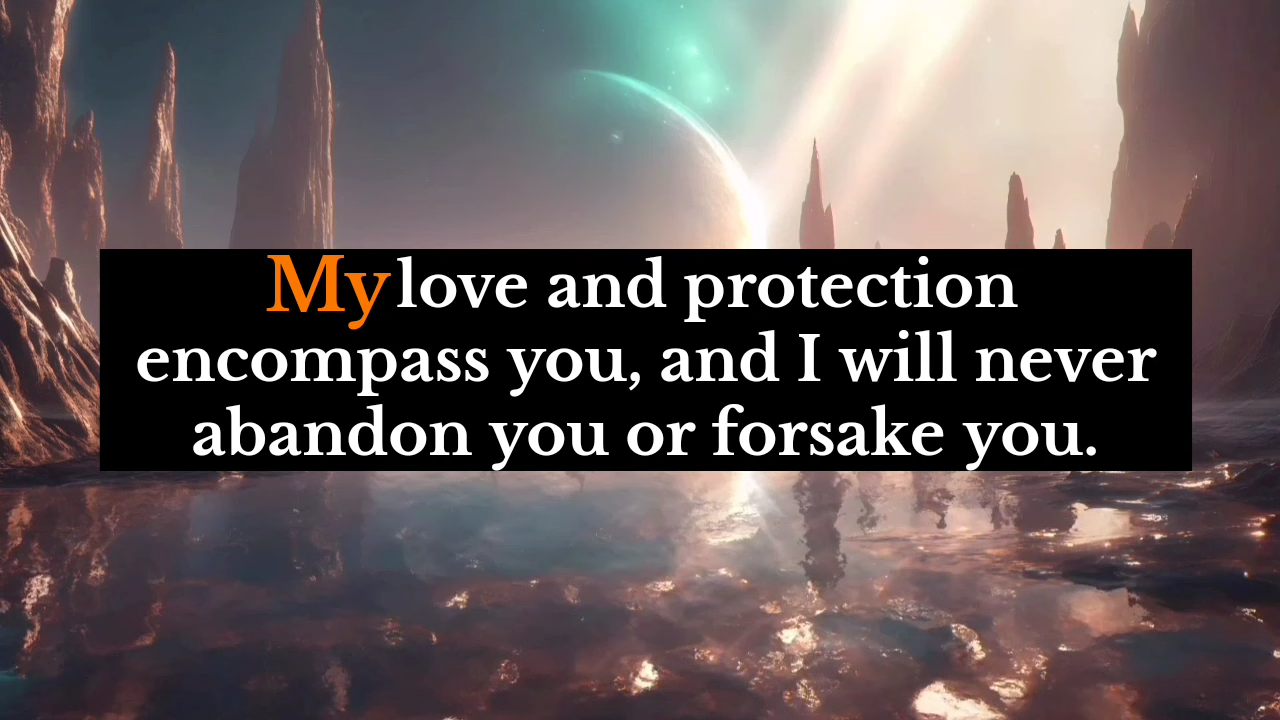 My love and protection
encompass you, and I will never
abandon you or forsake you.